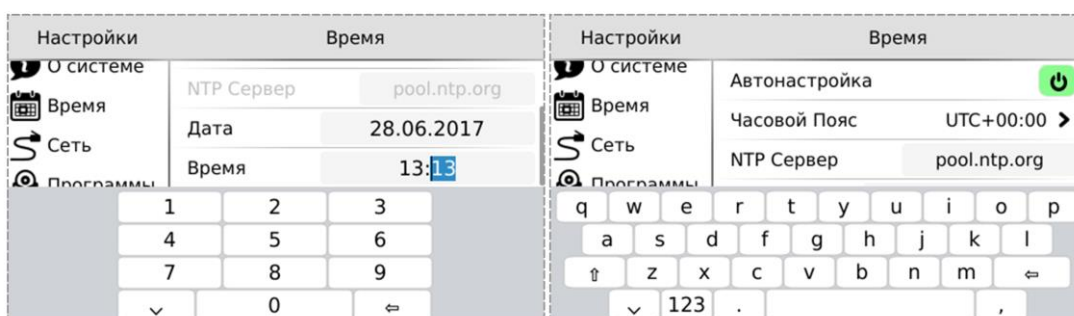 Настройки Время
О системе
Время
Сеть
Программы
NTP Сервер pool.ntp.org
Дата 28.06.2017
Время 13:13
1 2 3
4 5 6
7 8 9
0
Настройки Время
О системе
Время
Сеть
Программы
Автонастройка
Часовой Пояс UTC+00:00 >
NTP Сервер pool.ntp.org
q w e r t y u i o p
a s d f g h j k l
z x c v b n m
123 . ,